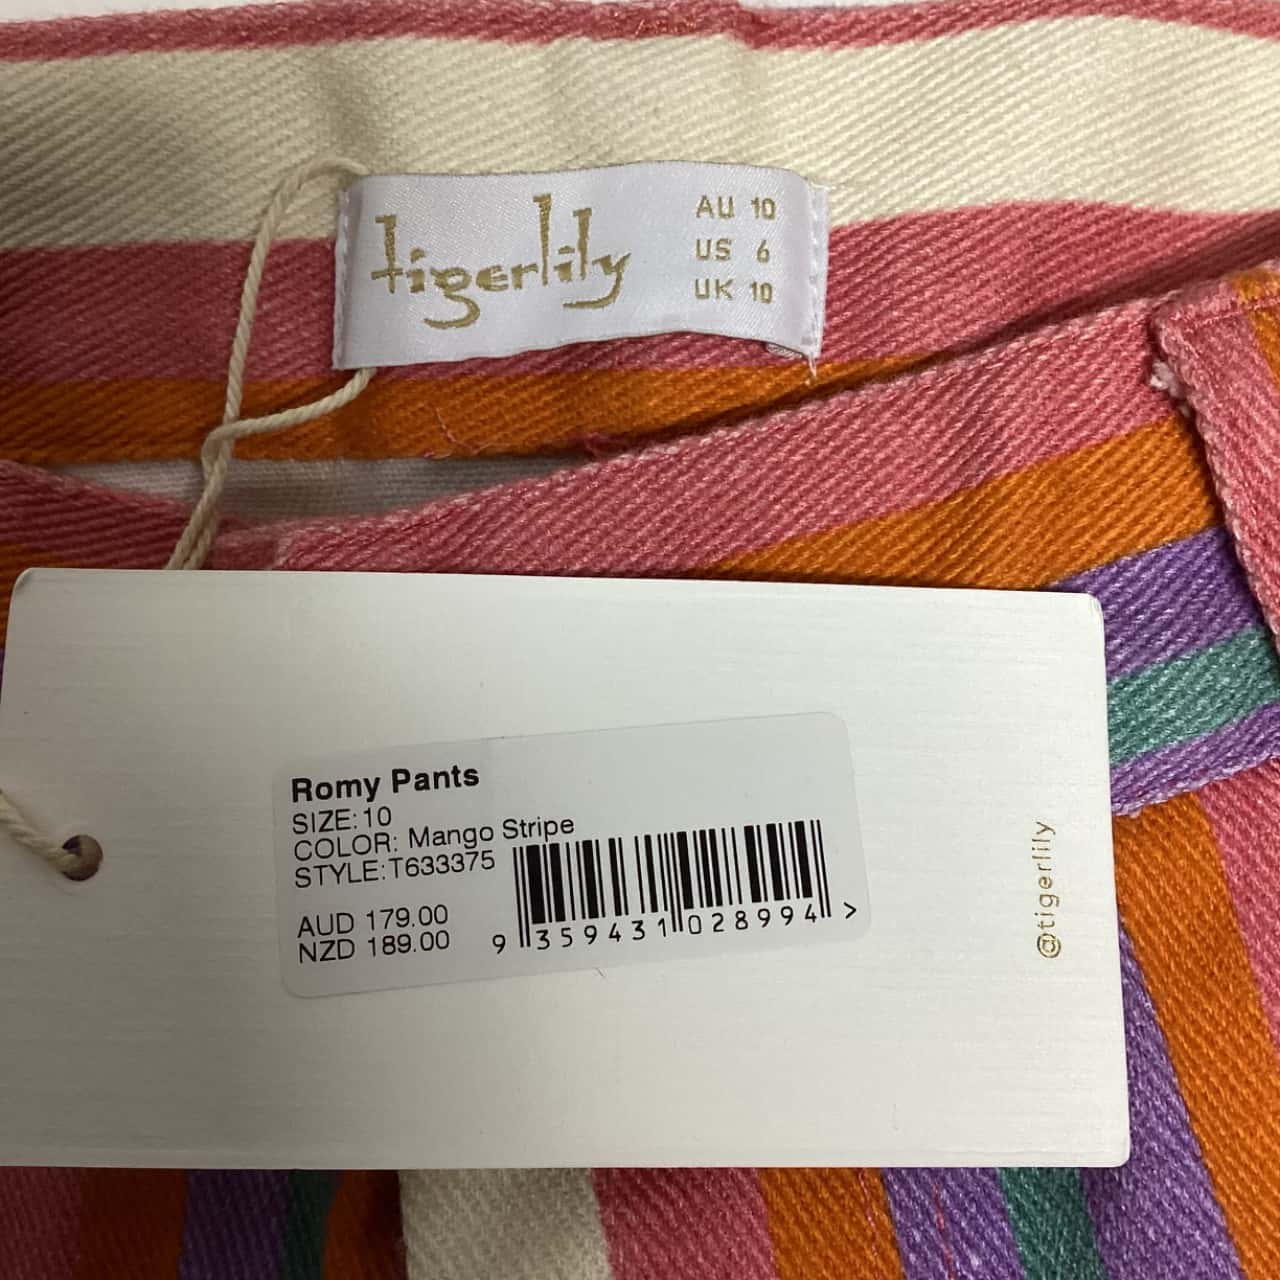 tigerlily
AU 10
US 6
UK 10
Romy Pants
SIZE:10
COLOR: Mango Stripe
STYLE:T633375
AUD 179.00
NZD 189.00
9 359431 028994 >
@tigerlily